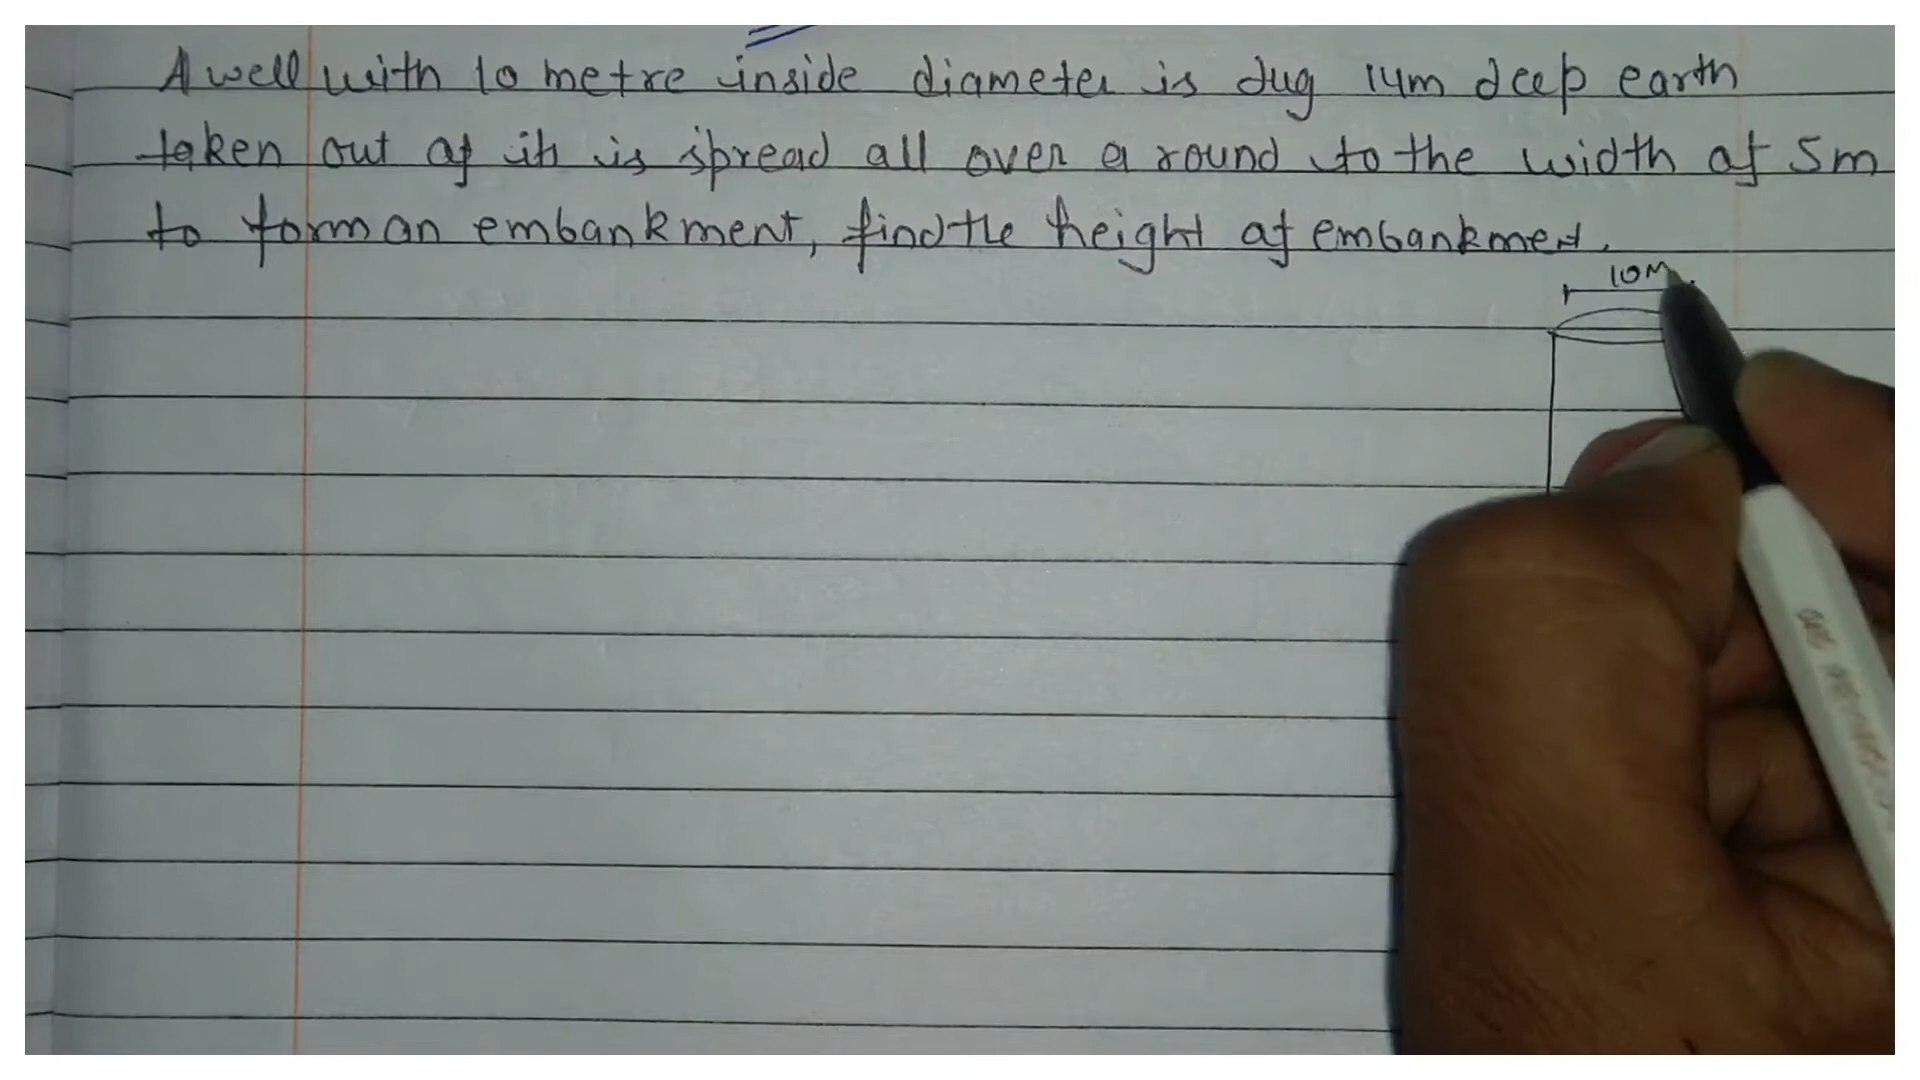 A well with 10 metre inside diameter is dug 14m deep earth
taken out of it is spread all over a round to the width of 5m
to form an embankment, find the height of embankment.
10M